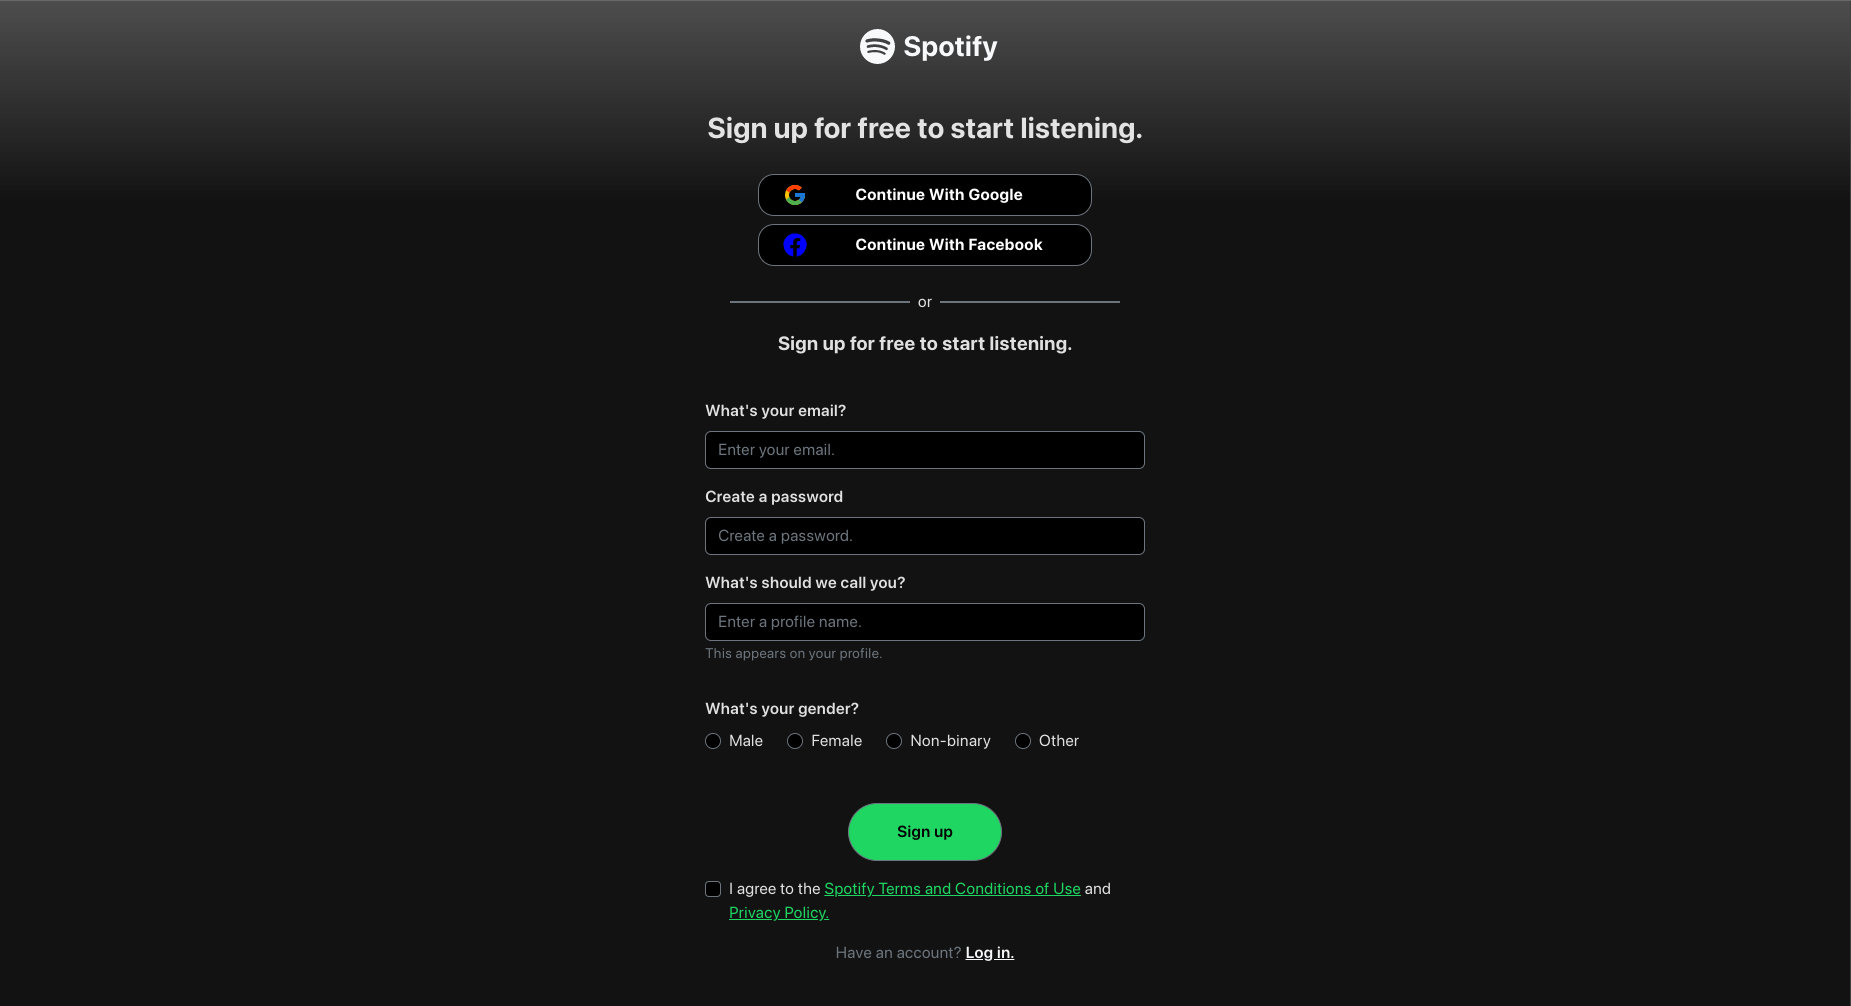 Spotify
Sign up for free to start listening.
Continue With Google
Continue With Facebook
or
Sign up for free to start listening.
What's your email?
Enter your email.
Create a password
Create a password.
What's should we call you?
Enter a profile name.
This appears on your profile.
What's your gender?
Male Female Non-binary Other
Sign up
I agree to the Spotify Terms and Conditions of Use and
Privacy Policy.
Have an account? Log in.